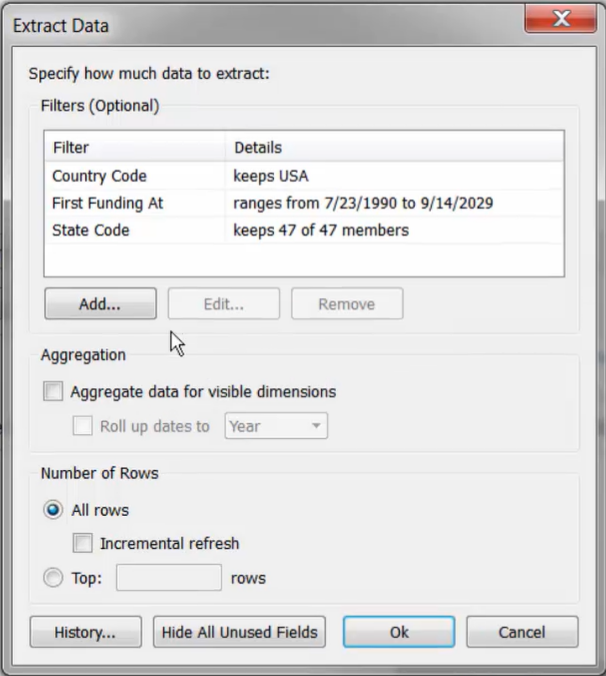 Extract Data
Specify how much data to extract:
Filters (Optional)
Filter Details
Country Code keeps USA
First Funding At ranges from 7/23/1990 to 9/14/2029
State Code keeps 47 of 47 members
Add... Edit... Remove
Aggregation
Aggregate data for visible dimensions
Roll up dates to Year
Number of Rows
All rows
Incremental refresh
Top: rows
History... Hide All Unused Fields Ok Cancel